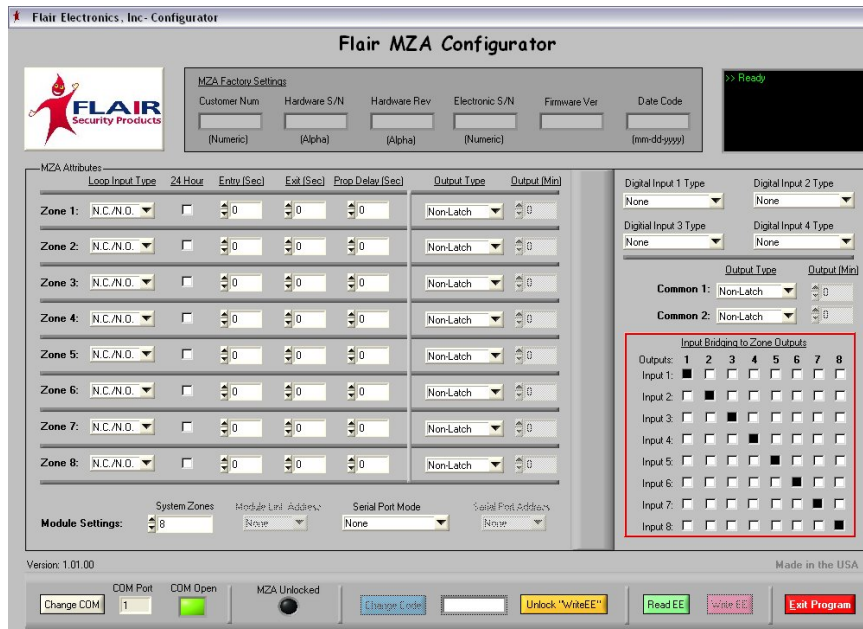 Flair Electronics, Inc- Configurator
Flair MZA Configurator
FLAIR
Security Products
MZA Factory Settings
Customer Num Hardware S/N Hardware Rev Electronic S/N Firmware Ver Date Code
(Numeric) (Alpha) (Alpha) (Numeric) (mm-dd-yyyy)
>> Ready
MZA Attributes
Loop Input Type 24 Hour Entry (Sec) Exit (Sec) Prop Delay (Sec) Output Type Output (Min)
Zone 1: N.C./N.O. 0 0 0 Non-Latch 0
Zone 2: N.C./N.O. 0 0 0 Non-Latch 0
Zone 3: N.C./N.O. 0 0 0 Non-Latch 0
Zone 4: N.C./N.O. 0 0 0 Non-Latch 0
Zone 5: N.C./N.O. 0 0 0 Non-Latch 0
Zone 6: N.C./N.O. 0 0 0 Non-Latch 0
Zone 7: N.C./N.O. 0 0 0 Non-Latch 0
Zone 8: N.C./N.O. 0 0 0 Non-Latch 0
System Zones Module Link Address Serial Port Mode Serial Port Address
Module Settings: 8 None None None
Digital Input 1 Type Digital Input 2 Type
None None
Digitial Input 3 Type Digital Input 4 Type
None None
Output Type Output (Min)
Common 1: Non-Latch 0
Common 2: Non-Latch 0
Input Bridging to Zone Outputs
Outputs: 1 2 3 4 5 6 7 8
Input 1:
Input 2:
Input 3:
Input 4:
Input 5:
Input 6:
Input 7:
Input 8:
Version: 1.01.00
Made in the USA
COM Port COM Open MZA Unlocked
Change COM 1 Change Code Unlock "WriteEE" Read EE Write EE Exit Program